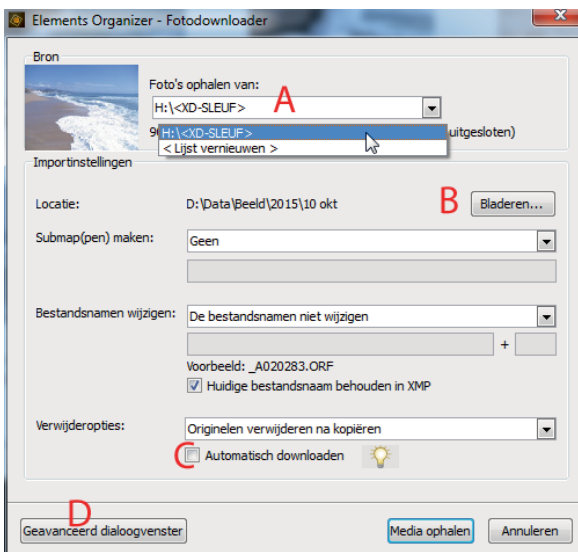 Elements Organizer - Fotodownloader
Bron
Foto's ophalen van:
H:\<XD-SLEUF> A
H:\<XD-SLEUF>
uitgesloten)
< Lijst vernieuwen >
Importinstellingen
Locatie: D:\Data\Beeld\2015\10 okt B Bladeren...
Submap(pen) maken: Geen
Bestandsnamen wijzigen: De bestandsnamen niet wijzigen
+
Voorbeeld: _A020283.ORF
Huidige bestandsnaam behouden in XMP
Verwijderopties: Originelen verwijderen na kopiëren
C Automatisch downloaden
D
Geavanceerd dialoogvenster Media ophalen Annuleren